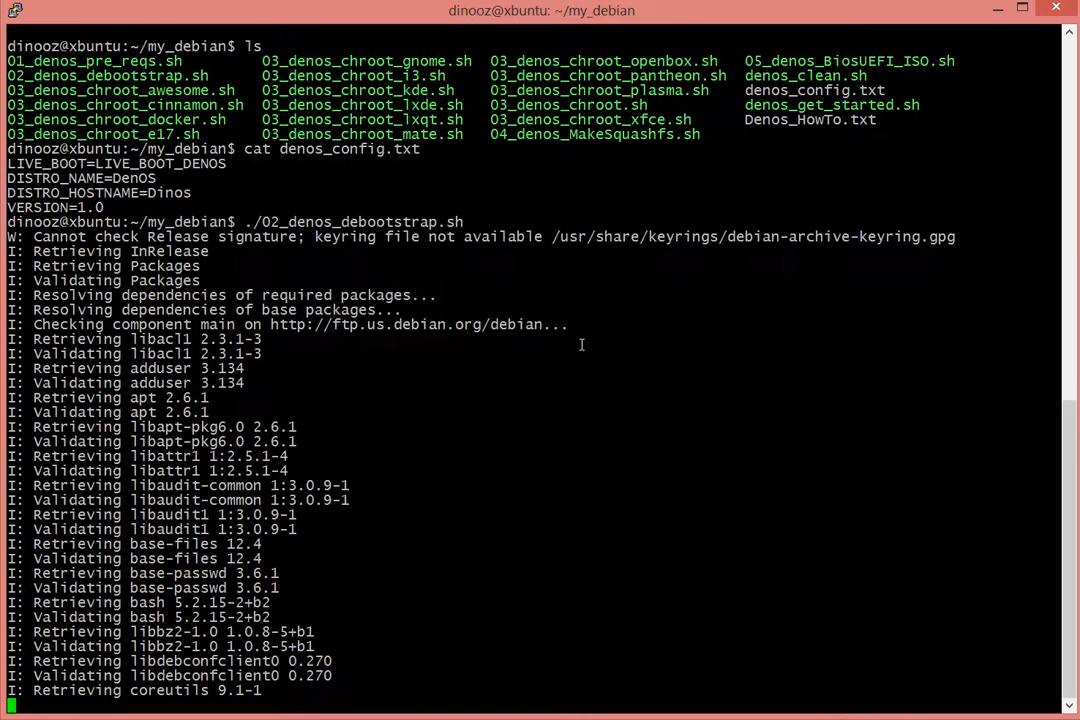 dinooz@xbuntu: ~/my_debian
dinooz@xbuntu:~/my_debian$ ls
01_denos_pre_reqs.sh 03_denos_chroot_gnome.sh 03_denos_chroot_openbox.sh 05_denos_BiosUEFI_ISO.sh
02_denos_debootstrap.sh 03_denos_chroot_i3.sh 03_denos_chroot_pantheon.sh denos_clean.sh
03_denos_chroot_awesome.sh 03_denos_chroot_kde.sh 03_denos_chroot_plasma.sh denos_config.txt
03_denos_chroot_cinnamon.sh 03_denos_chroot_lxde.sh 03_denos_chroot.sh denos_get_started.sh
03_denos_chroot_docker.sh 03_denos_chroot_lxqt.sh 03_denos_chroot_xfce.sh Denos_HowTo.txt
03_denos_chroot_e17.sh 03_denos_chroot_mate.sh 04_denos_MakeSquashfs.sh
dinooz@xbuntu:~/my_debian$ cat denos_config.txt
LIVE_BOOT=LIVE_BOOT_DENOS
DISTRO_NAME=DenOS
DISTRO_HOSTNAME=Dinos
VERSION=1.0
dinooz@xbuntu:~/my_debian$ ./02_denos_debootstrap.sh
W: Cannot check Release signature; keyring file not available /usr/share/keyrings/debian-archive-keyring.gpg
I: Retrieving InRelease
I: Retrieving Packages
I: Validating Packages
I: Resolving dependencies of required packages...
I: Resolving dependencies of base packages...
I: Checking component main on http://ftp.us.debian.org/debian...
I: Retrieving libacl1 2.3.1-3
I: Validating libacl1 2.3.1-3
I: Retrieving adduser 3.134
I: Validating adduser 3.134
I: Retrieving apt 2.6.1
I: Validating apt 2.6.1
I: Retrieving libapt-pkg6.0 2.6.1
I: Validating libapt-pkg6.0 2.6.1
I: Retrieving libattr1 1:2.5.1-4
I: Validating libattr1 1:2.5.1-4
I: Retrieving libaudit-common 1:3.0.9-1
I: Validating libaudit-common 1:3.0.9-1
I: Retrieving libaudit1 1:3.0.9-1
I: Validating libaudit1 1:3.0.9-1
I: Retrieving base-files 12.4
I: Validating base-files 12.4
I: Retrieving base-passwd 3.6.1
I: Validating base-passwd 3.6.1
I: Retrieving bash 5.2.15-2+b2
I: Validating bash 5.2.15-2+b2
I: Retrieving libbz2-1.0 1.0.8-5+b1
I: Validating libbz2-1.0 1.0.8-5+b1
I: Retrieving libdebconfclient0 0.270
I: Validating libdebconfclient0 0.270
I: Retrieving coreutils 9.1-1